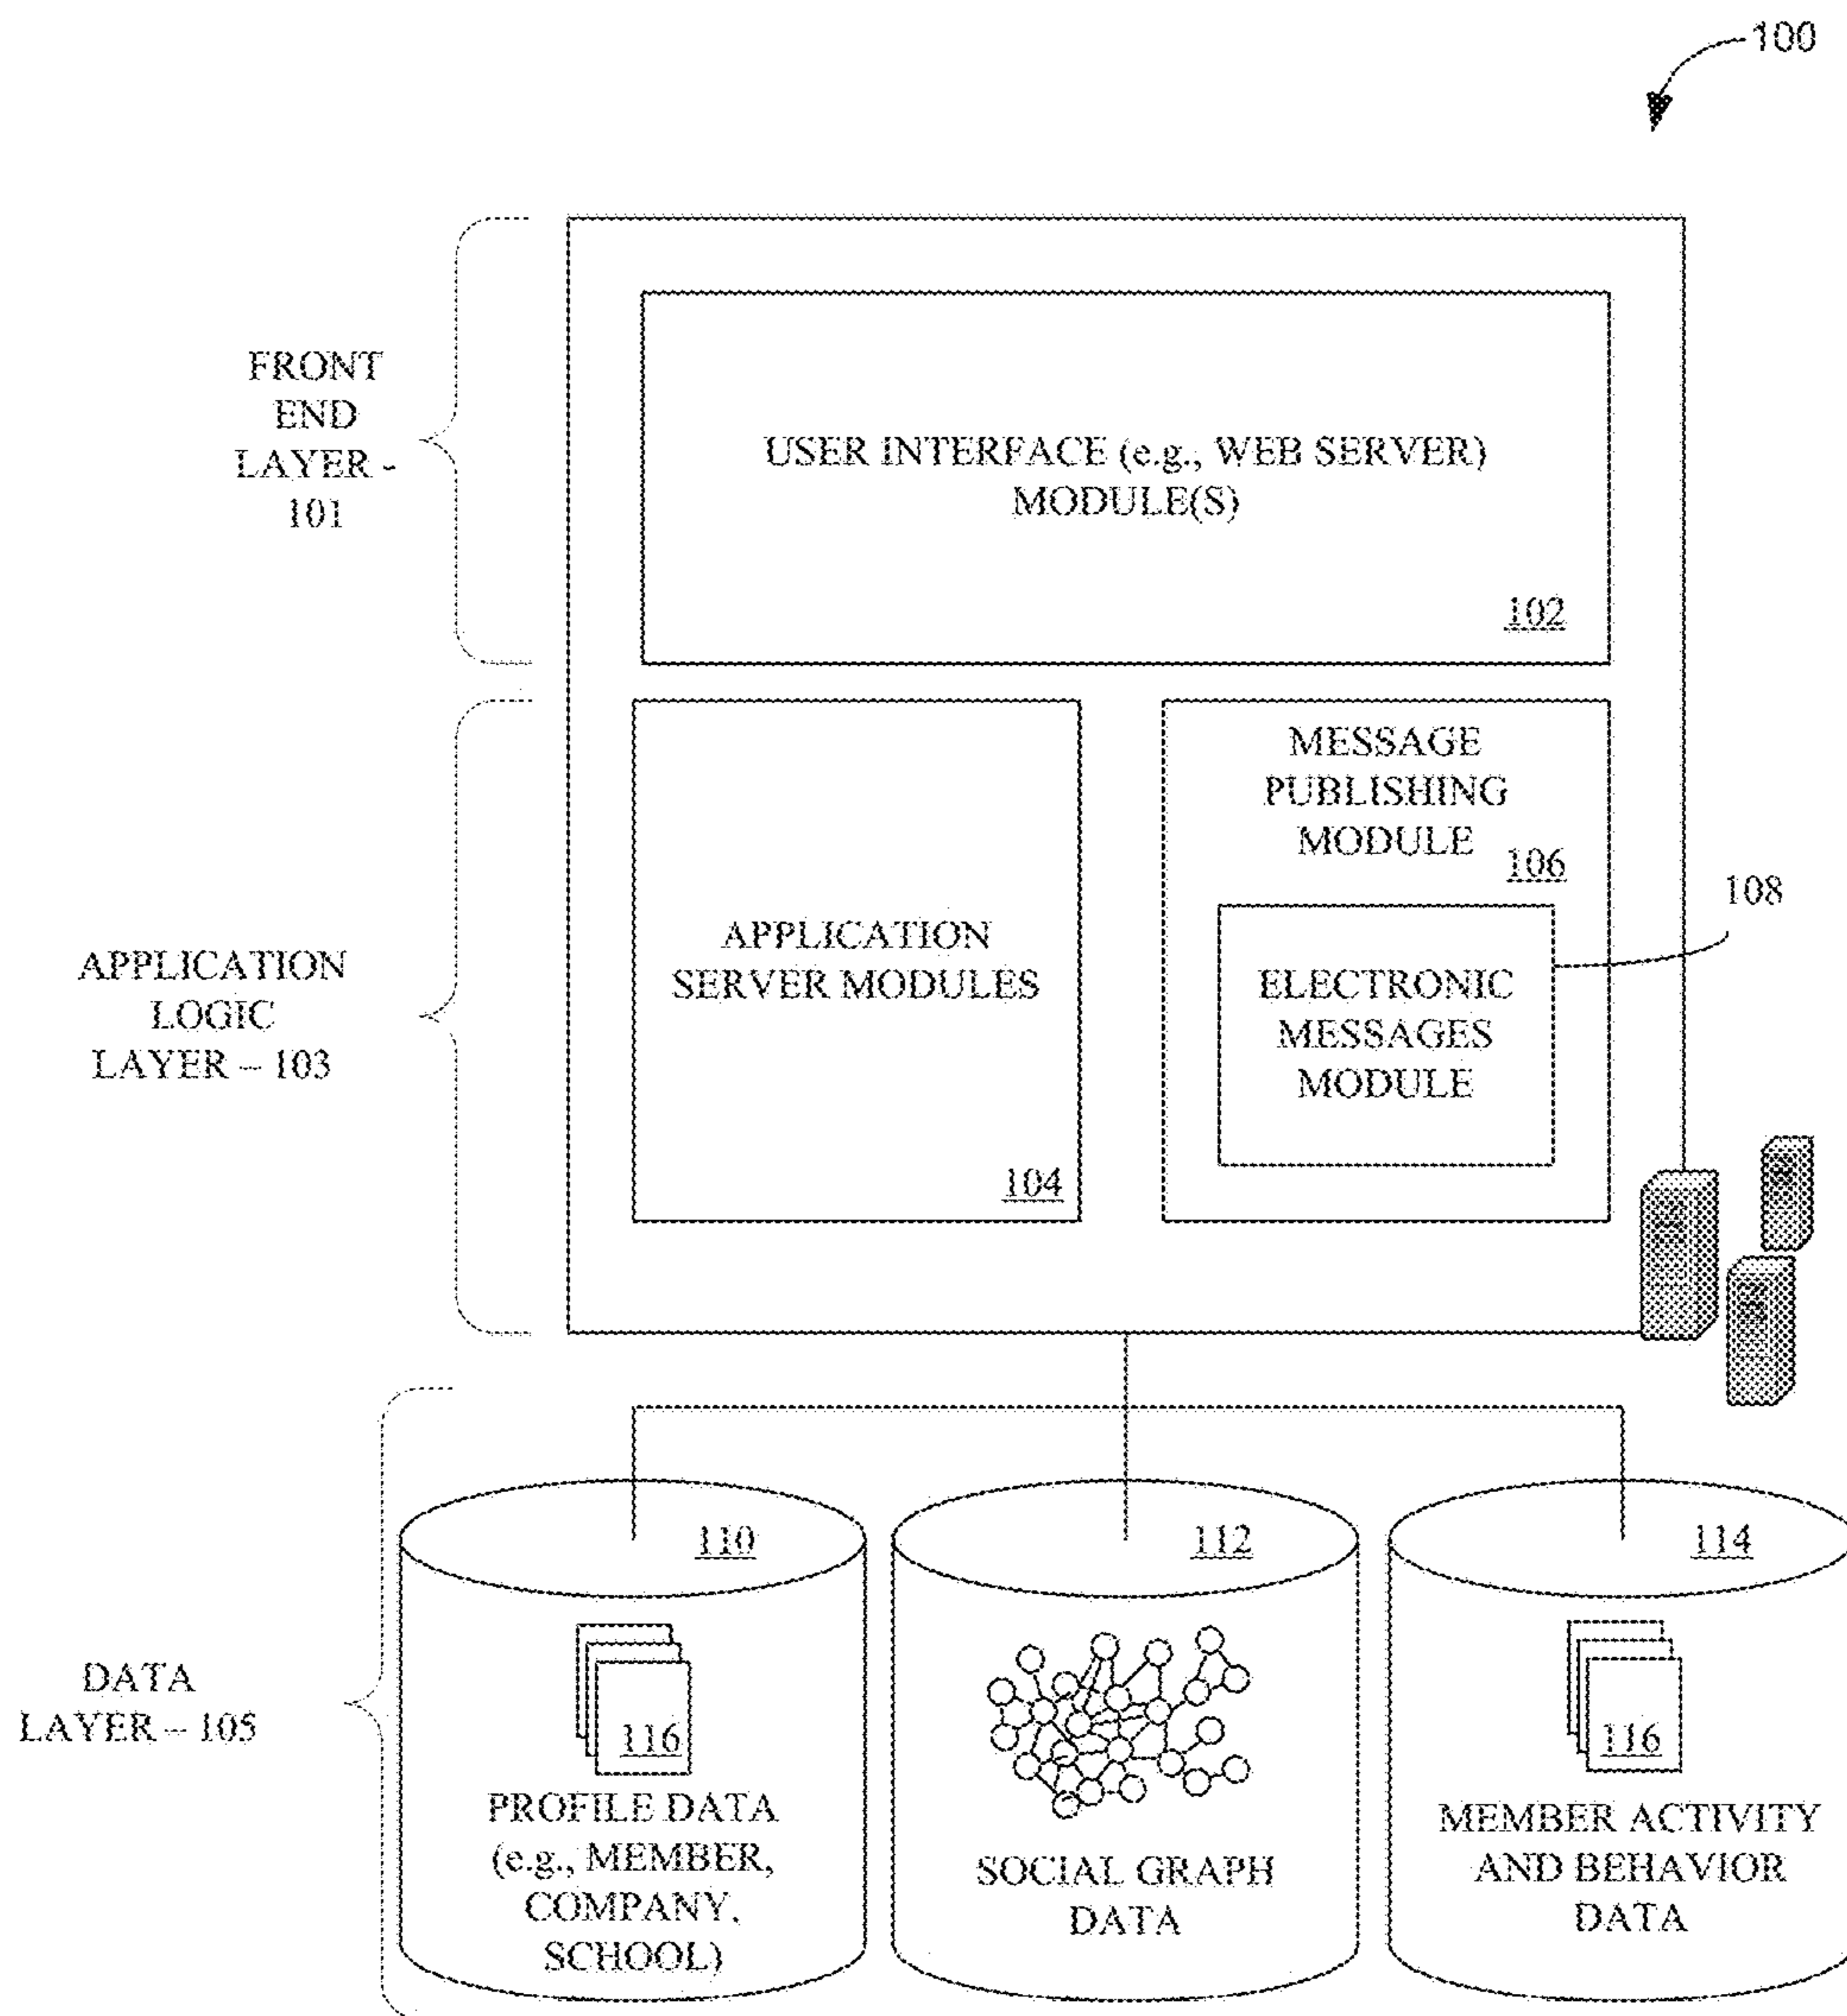 100
FRONT
END
LAYER -
101
USER INTERFACE (e.g., WEB SERVER)
MODULE(S)
102
APPLICATION
LOGIC
LAYER – 103
APPLICATION
SERVER MODULES
104
MESSAGE
PUBLISHING
MODULE
106
108
ELECTRONIC
MESSAGES
MODULE
DATA
LAYER – 105
110
116
PROFILE DATA
(e.g., MEMBER,
COMPANY,
SCHOOL)
112
SOCIAL GRAPH
DATA
114
116
MEMBER ACTIVITY
AND BEHAVIOR
DATA